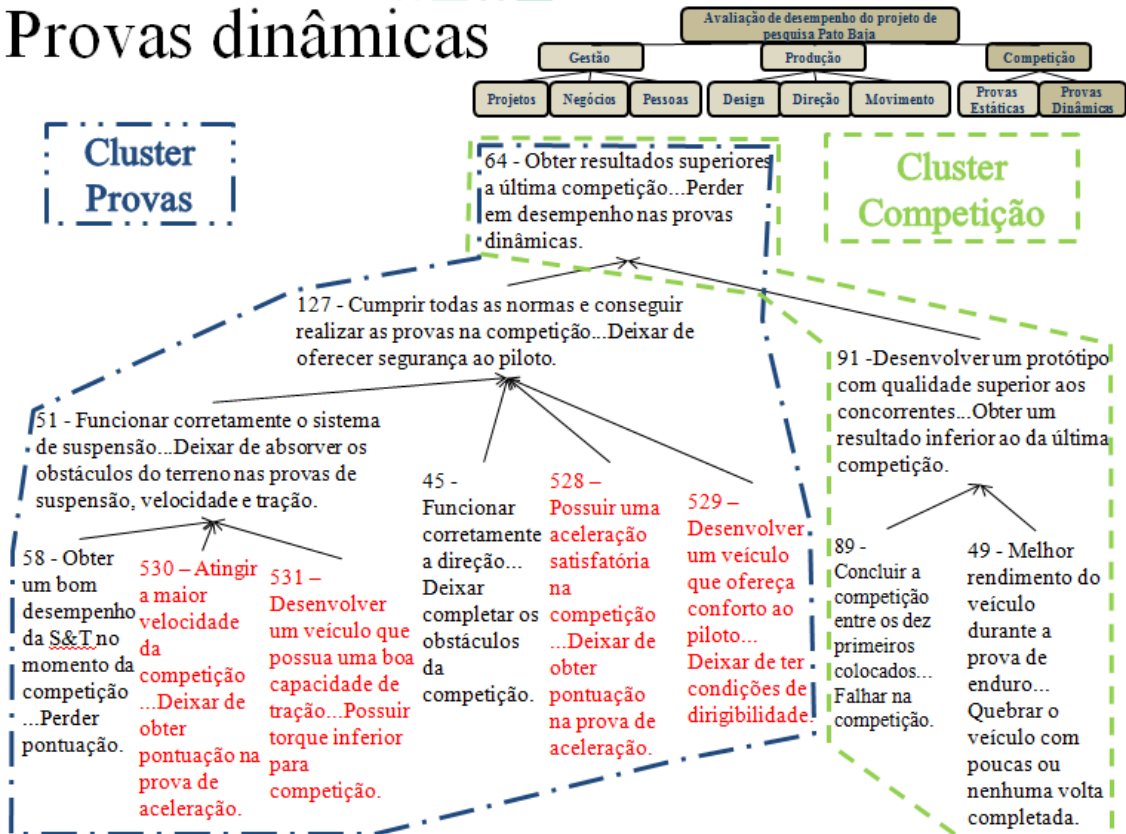 Provas dinâmicas
Avaliação de desempenho do projeto de
pesquisa Pato Baja
Gestão
Produção
Competição
Projetos
Negócios
Pessoas
Design
Direção
Movimento
Provas
Estáticas
Provas
Dinâmicas
Cluster
Provas
64 - Obter resultados superiores
a última competição...Perder
em desempenho nas provas
dinâmicas.
Cluster
Competição
127 - Cumprir todas as normas e conseguir
realizar as provas na competição...Deixar de
oferecer segurança ao piloto.
91 -Desenvolver um protótipo
com qualidade superior aos
concorrentes...Obter um
resultado inferior ao da última
competição.
51 - Funcionar corretamente o sistema
de suspensão...Deixar de absorver os
obstáculos do terreno nas provas de
suspensão, velocidade e tração.
58 - Obter
um bom
desempenho
da S&T no
momento da
competição
...Perder
pontuação.
530 – Atingir
a maior
velocidade
da
competição
...Deixar de
obter
pontuação na
prova de
aceleração.
531 –
Desenvolver
um veículo que
possua uma boa
capacidade de
tração...Possuir
torque inferior
para
competição.
45 -
Funcionar
corretamente
a direção...
Deixar
completar os
obstáculos
da
competição.
528 –
Possuir uma
aceleração
satisfatória
na
competição
...Deixar de
obter
pontuação
na prova de
aceleração.
529 –
Desenvolver
um veículo
que ofereça
conforto ao
piloto...
Deixar de ter
condições de
dirigibilidade.
89 -
Concluir a
competição
entre os dez
primeiros
colocados...
Falhar na
competição.
49 - Melhor
rendimento do
veículo
durante a
prova de
enduro...
Quebrar o
veículo com
poucas ou
nenhuma volta
completada.